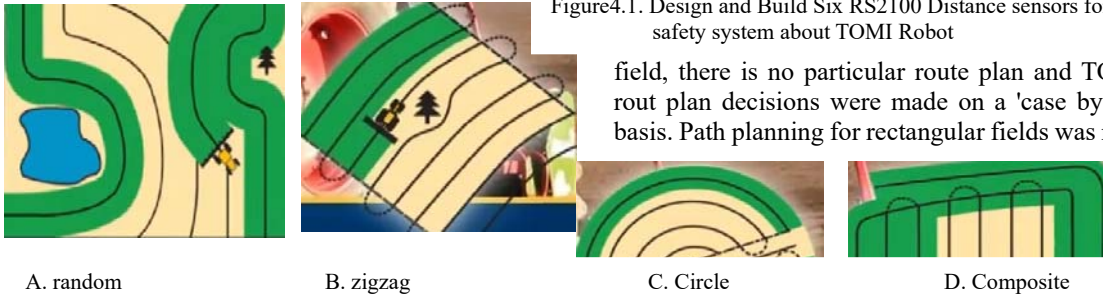 Figure4.1. Design and Build Six RS2100 Distance sensors fo
safety system about TOMI Robot
field, there is no particular route plan and TO
rout plan decisions were made on a 'case by
basis. Path planning for rectangular fields was
A. random
B. zigzag
C. Circle
D. Composite